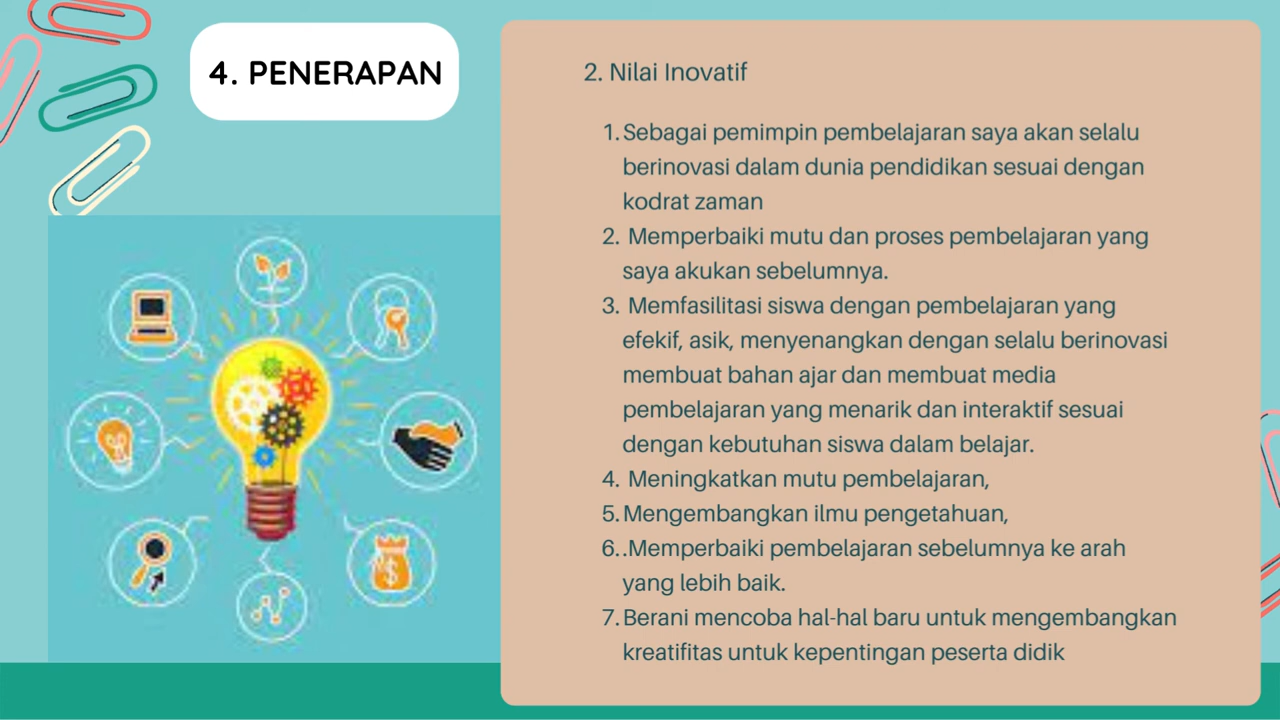 4. PENERAPAN
2. Nilai Inovatif
1. Sebagai pemimpin pembelajaran saya akan selalu
berinovasi dalam dunia pendidikan sesuai dengan
kodrat zaman
2. Memperbaiki mutu dan proses pembelajaran yang
saya akukan sebelumnya.
3. Memfasilitasi siswa dengan pembelajaran yang
efekif, asik, menyenangkan dengan selalu berinovasi
membuat bahan ajar dan membuat media
pembelajaran yang menarik dan interaktif sesuai
dengan kebutuhan siswa dalam belajar.
4. Meningkatkan mutu pembelajaran,
5. Mengembangkan ilmu pengetahuan,
6. .Memperbaiki pembelajaran sebelumnya ke arah
yang lebih baik.
7. Berani mencoba hal-hal baru untuk mengembangkan
kreatifitas untuk kepentingan peserta didik